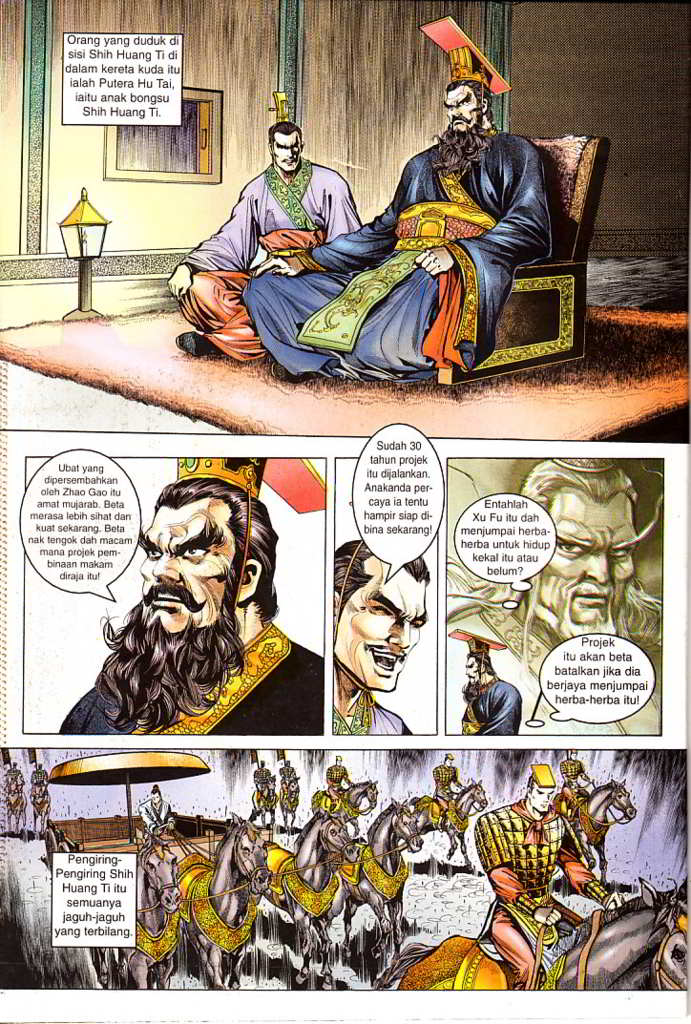 Orang yang duduk di
sisi Shih Huang Ti di
dalam kereta kuda itu
ialah Putera Hu Tai,
iaitu anak bongsu
Shih Huang Ti.
Ubat yang
dipersembahkan
oleh Zhao Gao itu
amat mujarab. Beta
merasa lebih sihat dan
kuat sekarang. Beta
nak tengok dah macam
mana projek pem-
binaan makam
diraja itu!
Sudah 30
tahun projek
itu dijalankan.
Anakanda per-
caya ia tentu
hampir siap di-
bina sekarang!
Entahlah
Xu Fu itu dah
menjumpai herba-
herba untuk hidup
kekal itu atau
belum?
Projek
itu akan beta
batalkan jika dia
berjaya menjumpai
herba-herba itu!
Pengiring-
Pengiring Shih
Huang Ti itu
semuanya
jaguh-jaguh
yang terbilang.